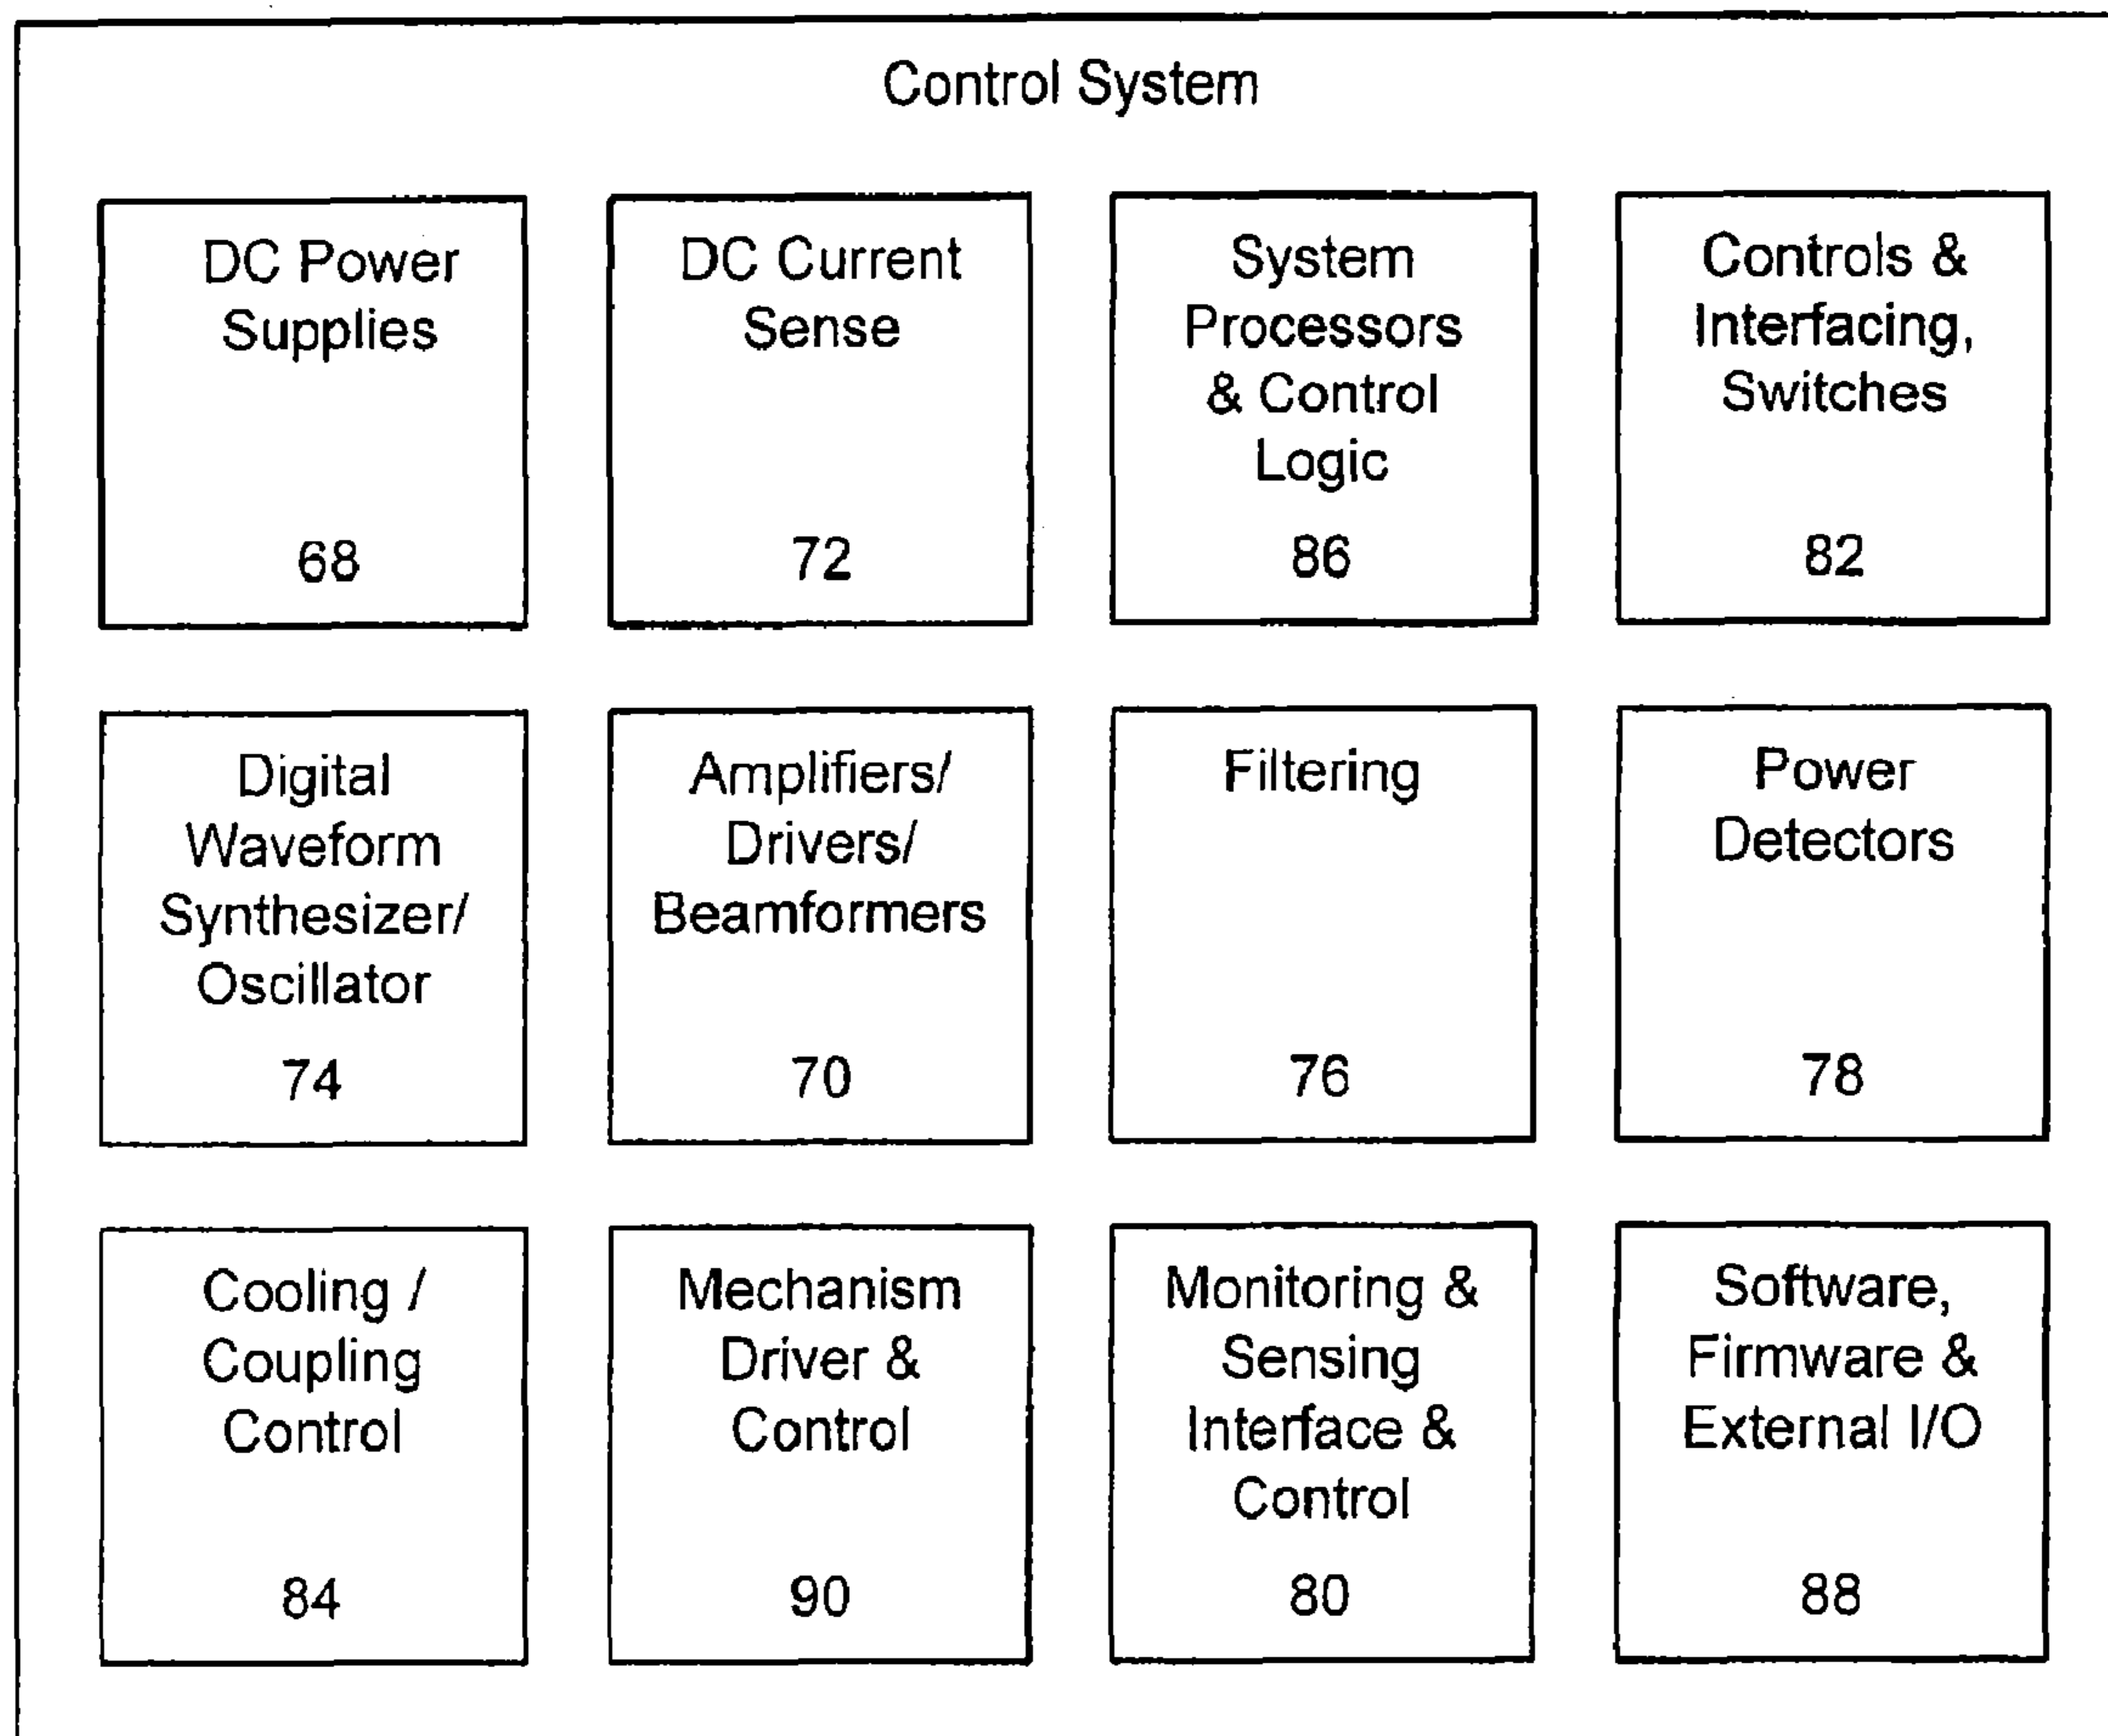 Control System
DC Power
Supplies
68
DC Current
Sense
72
System
Processors
& Control
Logic
86
Controls &
Interfacing,
Switches
82
Digital
Waveform
Synthesizer/
Oscillator
74
Amplifiers/
Drivers/
Beamformers
70
Filtering
76
Power
Detectors
78
Cooling /
Coupling
Control
84
Mechanism
Driver &
Control
90
Monitoring &
Sensing
Interface &
Control
80
Software,
Firmware &
External I/O
88